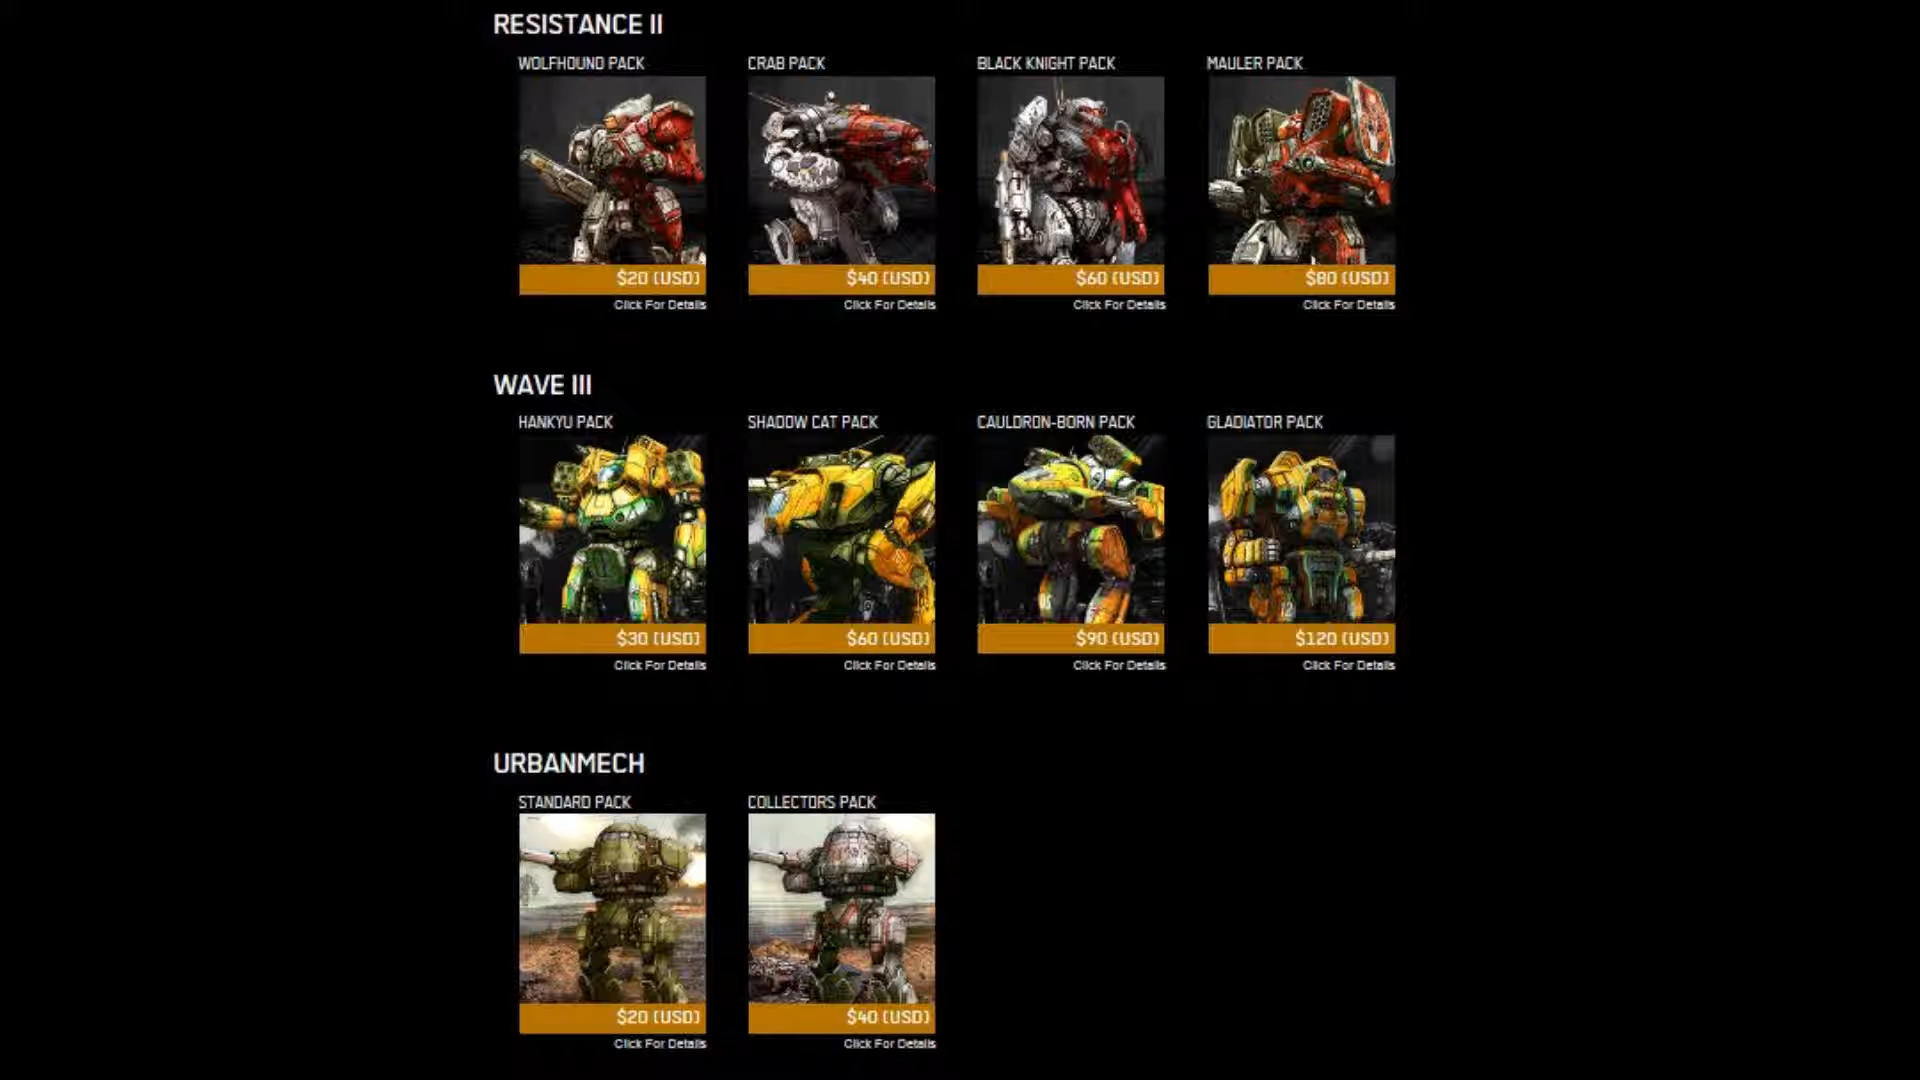 RESISTANCE II
WOLFHOUND PACK
CRAB PACK
BLACK KNIGHT PACK
MAULER PACK
$20 (USD)
$40 (USD)
$60 (USD)
$80 (USD)
Click For Details
Click For Details
Click For Details
Click For Details
WAVE III
HANKYU PACK
SHADOW CAT PACK
CAULDRON-BORN PACK
GLADIATOR PACK
$30 (USD)
$60 (USD)
$90 (USD)
$120 (USD)
Click For Details
Click For Details
Click For Details
Click For Details
URBANMECH
STANDARD PACK
COLLECTORS PACK
$20 (USD)
$40 (USD)
Click For Details
Click For Details